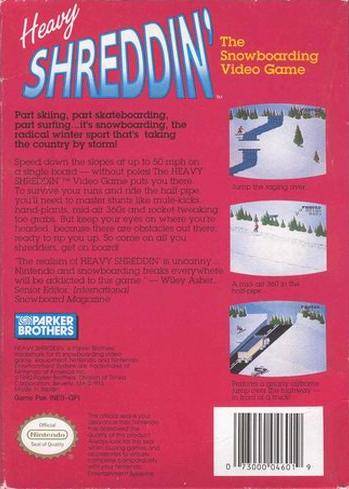 Heavy
SHREDDIN'™
The
Snowboarding
Video Game
Part skiing, part skateboarding,
part surfing...it's snowboarding, the
radical winter sport that's taking
the country by storm!
Speed down the slopes at up to 50 mph on
a single board — without poles! The HEAVY
SHREDDIN'™ Video Game puts you there.
To survive your runs and ride the half-pipe,
you'll need to master stunts like mule-kicks,
hand-plants, mid-air 360s and rocket-tweaking
toe grabs. But keep your eyes on where you're
headed, because there are obstacles out there,
ready to rip you up. So come on all you
shredders, get on board!
"The realism of HEAVY SHREDDIN' is uncanny...
Nintendo and snowboarding freaks everywhere
will be addicted to this game." — Wiley Asher,
Senior Editor, International
Snowboard Magazine
Jump the raging river...
A mid-air 360 in the
half-pipe...
Perform a gnarly airborne
jump over the highway —
in front of a truck!
PARKER
BROTHERS
HEAVY SHREDDIN' is Parker Brothers'
trademark for its snowboarding video
game equipment. Nintendo and Nintendo
Entertainment System are trademarks of
Nintendo of America Inc.
Parker Brothers, Division of Tonka
Corporation, Beverly, MA
Made in Japan
Game Pak (NES-GP)
Official
Nintendo
Seal of Quality
This official seal is your
assurance that Nintendo
has approved the
quality of this product.
Always look for this seal
when buying games and
accessories to ensure
complete compatibility
with your Nintendo
Entertainment System.
0 73000 04601 9